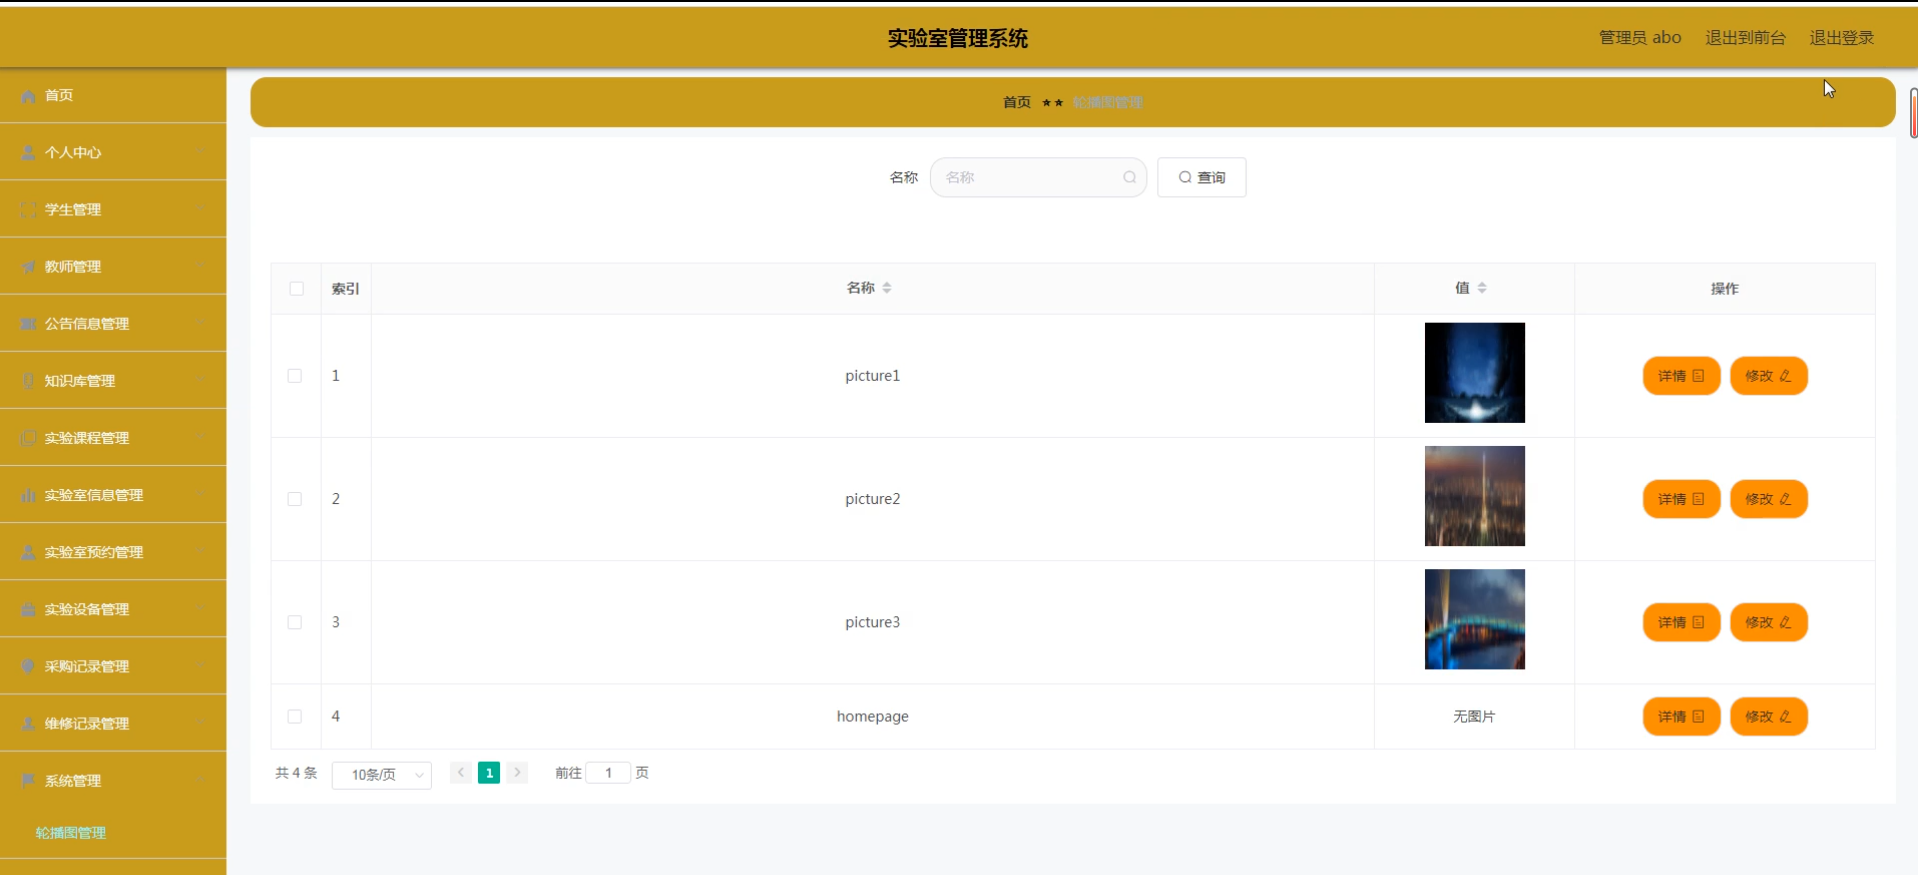 实验室管理系统
管理员 abo 退出到前台 退出登录
首页
个人中心
学生管理
教师管理
公告信息管理
知识库管理
实验课程管理
实验室信息管理
实验室预约管理
实验设备管理
采购记录管理
维修记录管理
系统管理
轮播图管理
首页 ★★ 轮播图管理
名称 名称 查询
索引 名称 值 操作
1 picture1 详情 修改
2 picture2 详情 修改
3 picture3 详情 修改
4 homepage 无图片 详情 修改
共 4 条 10条/页 1 前往 1 页